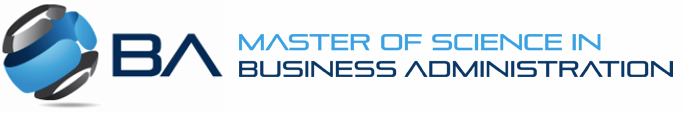 BA
MASTER OF SCIENCE IN
BUSINESS ADMINISTRATION